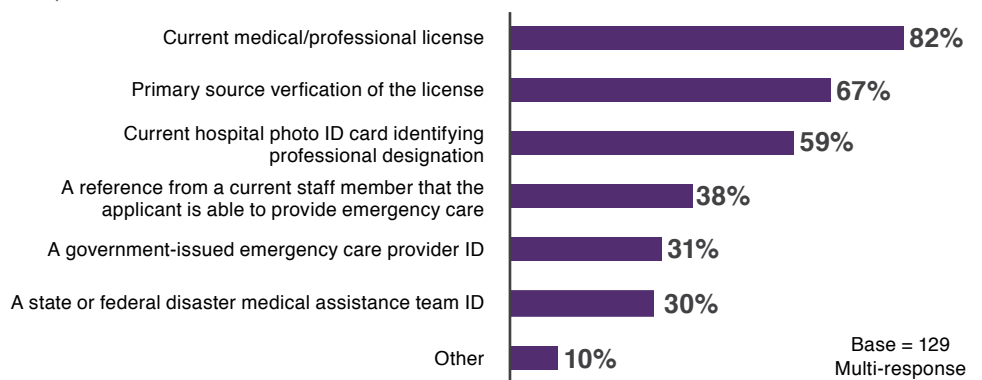 Current medical/professional license
82%
Primary source verfication of the license
67%
Current hospital photo ID card identifying
professional designation
59%
A reference from a current staff member that the
applicant is able to provide emergency care
38%
A government-issued emergency care provider ID
31%
A state or federal disaster medical assistance team ID
30%
Other
10%
Base = 129
Multi-response